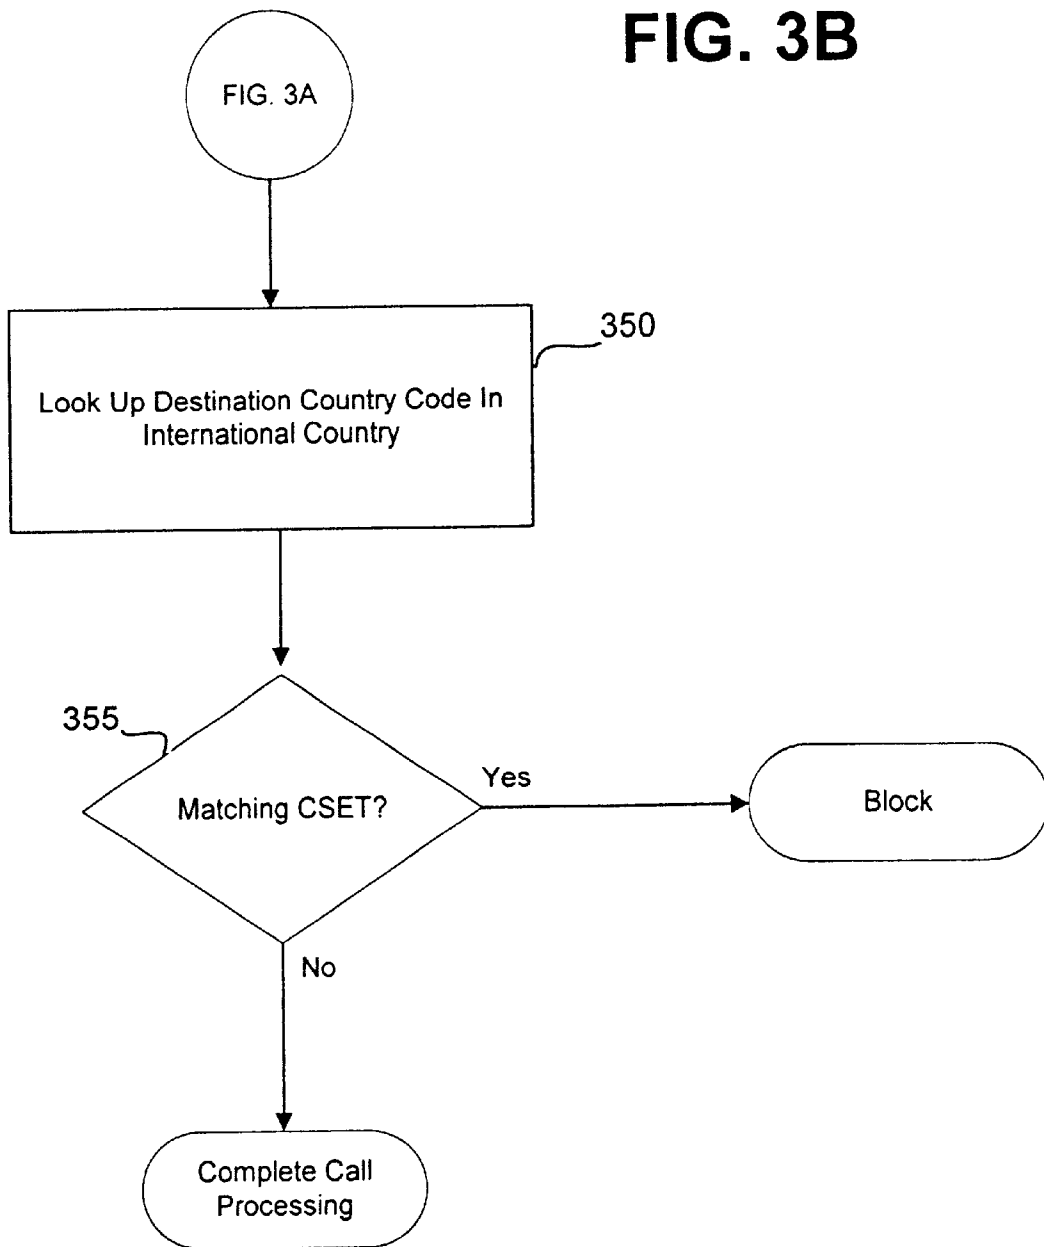 FIG. 3B
FIG. 3A
350
Look Up Destination Country Code In
International Country
355
Matching CSET?
Yes
Block
No
Complete Call
Processing